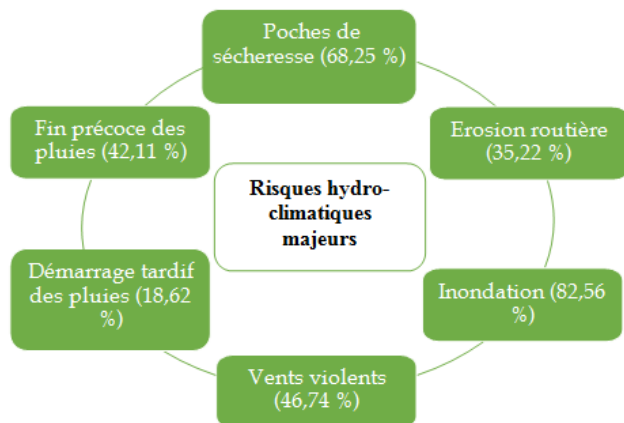 Poches de
sécheresse (68,25 %)
Fin précoce des
pluies (42,11 %)
Erosion routière
(35,22 %)
Risques hydro-
climatiques
majeurs
Démarrage tardif
des pluies (18,62
%)
Inondation (82,56
%)
Vents violents
(46,74 %)